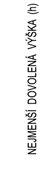 NEJMENŠÍ DOVOLENÁ VÝŠKA (h)